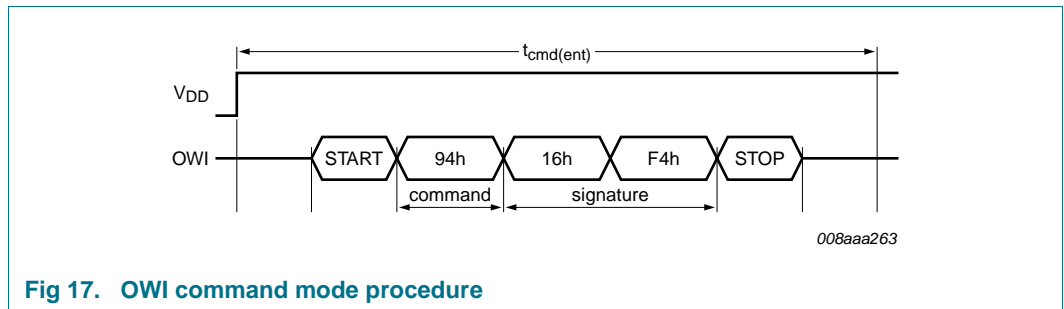 tcmd(ent)
VDD
OWI START 94h 16h F4h STOP
command signature
008aaa263
Fig 17. OWI command mode procedure